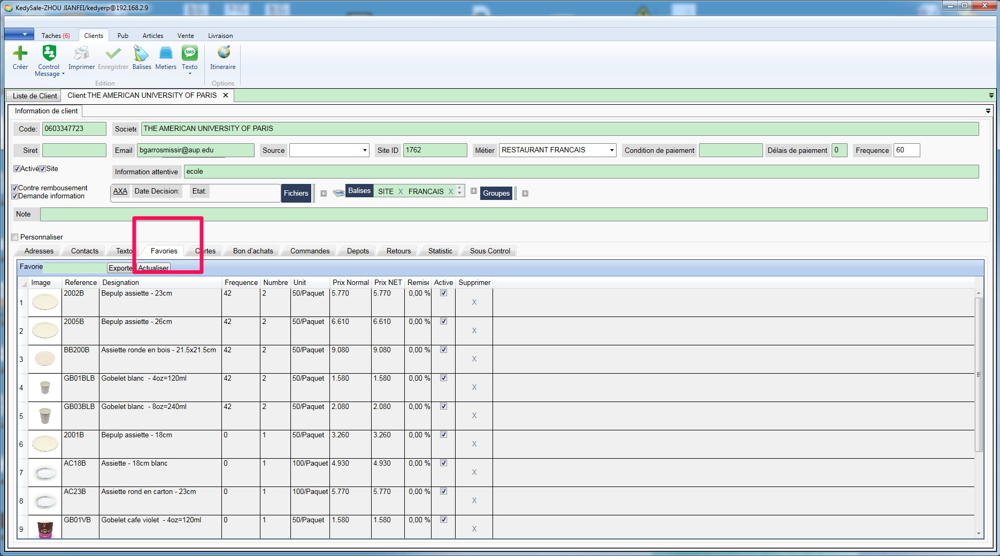 KedySale-ZHOU JIANFEI/kedyerp@192.168.2.9
Taches (6) Clients Pub Articles Vente Livraison
Créer Control Message Imprimer Enregistrer Balises Metiers SMS Texto Itineraire
Edition Options
Liste de Client Client:THE AMERICAN UNIVERSITY OF PARIS X
Information de client
Code: 0603347723 Societe THE AMERICAN UNIVERSITY OF PARIS
Siret Email bgarrosmissir@aup.edu Source Site ID 1762 Métier RESTAURANT FRANCAIS Condition de paiement Délais de paiement 0 Frequence 60
Activé Site Information attentive ecole
Contre rembousement
Demande information AXA Date Decision: Etat: Fichiers Balises SITE X FRANCAIS X Groupes
Note
Personnaliser
Adresses Contacts Texto Favories Cartes Bon d'achats Commandes Depots Retours Statistic Sous Control
Favorie Exporte Actualiser
Image Reference Designation Frequence Numbre Unit Prix Normal Prix NET Remise Active Supprimer
1 2002B Bepulp assiette - 23cm 42 2 50/Paquet 5.770 5.770 0,00 % X
2 2005B Bepulp assiette - 26cm 42 2 50/Paquet 6.610 6.610 0,00 % X
3 BB200B Assiette ronde en bois - 21.5x21.5cm 42 2 50/Paquet 9.080 9.080 0,00 % X
4 GB01BLB Gobelet blanc - 4oz=120ml 42 2 50/Paquet 1.580 1.580 0,00 % X
5 GB03BLB Gobelet blanc - 8oz=240ml 42 2 50/Paquet 2.080 2.080 0,00 % X
6 2001B Bepulp assiette - 18cm 0 1 50/Paquet 3.260 3.260 0,00 % X
7 AC18B Assiette - 18cm blanc 0 1 100/Paquet 4.930 4.930 0,00 % X
8 AC23B Assiette rond en carton - 23cm 0 1 100/Paquet 5.770 5.770 0,00 % X
9 GB01VB Gobelet cafe violet - 4oz=120ml 0 1 50/Paquet 1.580 1.580 0,00 % X